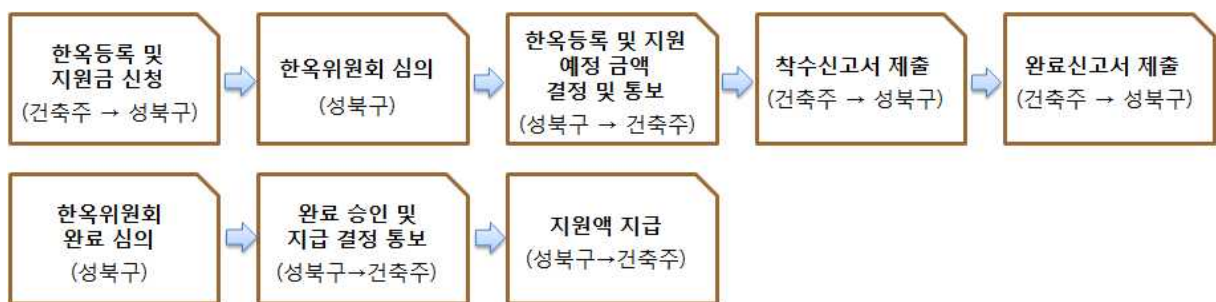 한옥등록 및
지원금 신청
(건축주 → 성북구)
한옥위원회 심의
(성북구)
한옥등록 및 지원
예정 금액
결정 및 통보
(성북구 → 건축주)
착수신고서 제출
(건축주 → 성북구)
완료신고서 제출
(건축주 → 성북구)
한옥위원회
완료 심의
(성북구)
완료 승인 및
지급 결정 통보
(성북구→건축주)
지원액 지급
(성북구→건축주)